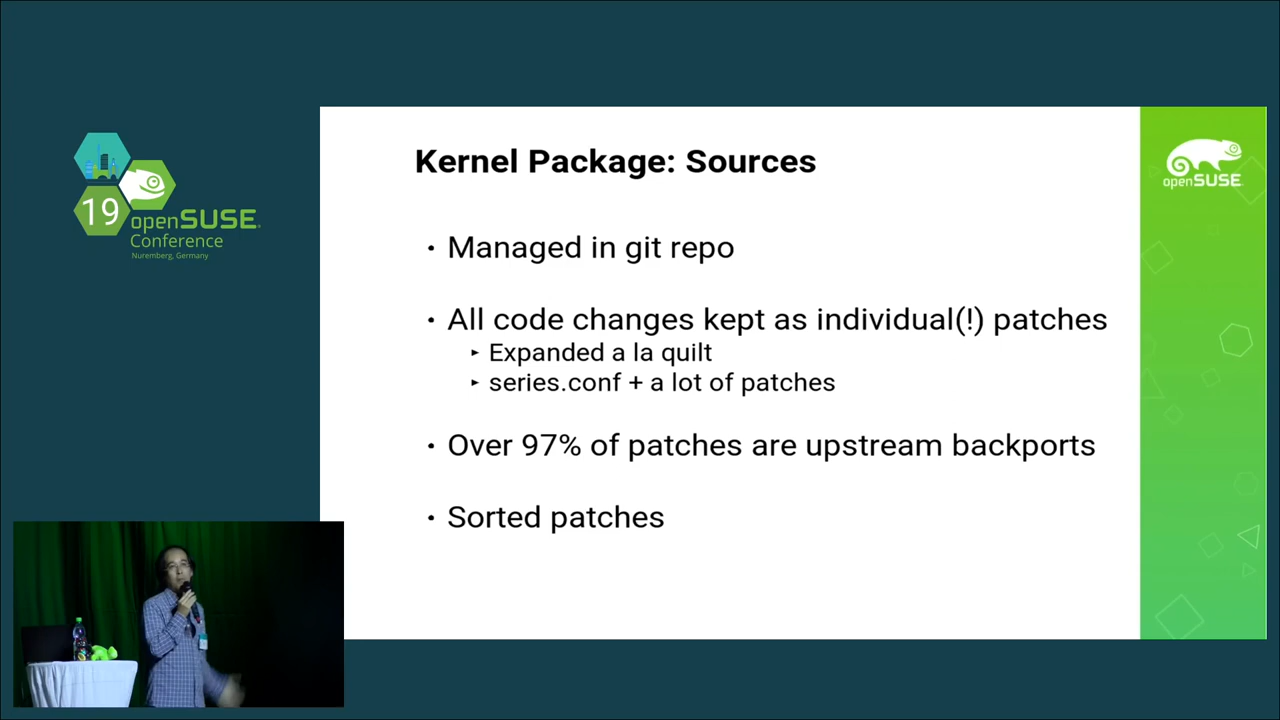 Kernel Package: Sources
• Managed in git repo
• All code changes kept as individual(!) patches
▸ Expanded a la quilt
▸ series.conf + a lot of patches
• Over 97% of patches are upstream backports
• Sorted patches
openSUSE
19
openSUSE
Conference
Nuremberg, Germany